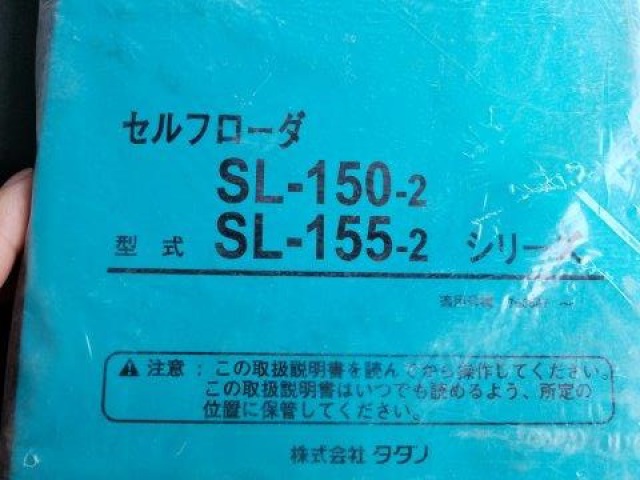 セルフローダ
SL-150-2
型式 SL-155-2 シリーズ
適用号機
注意:この取扱説明書を読んでから操作してください。
この取扱説明書はいつでも読めるよう、所定の
位置に保管してください。
株式会社 タダノ